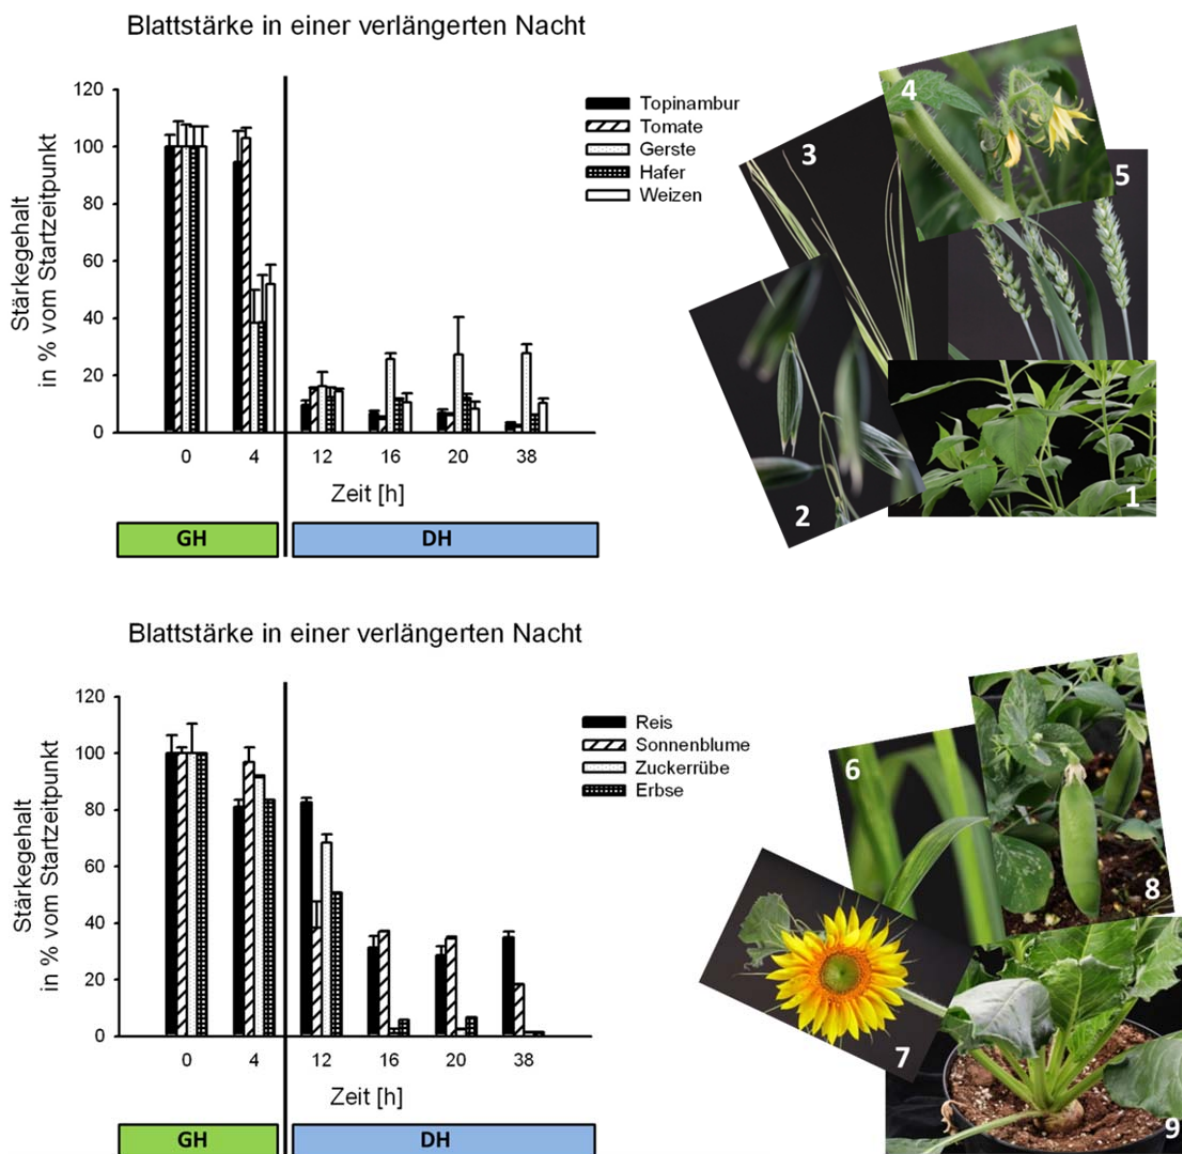 Blattstärke in einer verlängerten Nacht
Stärkegehalt
in % vom Startzeitpunkt
120
100
80
60
40
20
0
0 4 12 16 20 38
Zeit [h]
GH DH
Topinambur
Tomate
Gerste
Hafer
Weizen
4
3
5
2
1
Blattstärke in einer verlängerten Nacht
Stärkegehalt
in % vom Startzeitpunkt
120
100
80
60
40
20
0
0 4 12 16 20 38
Zeit [h]
GH DH
Reis
Sonnenblume
Zuckerrübe
Erbse
6
8
7
9